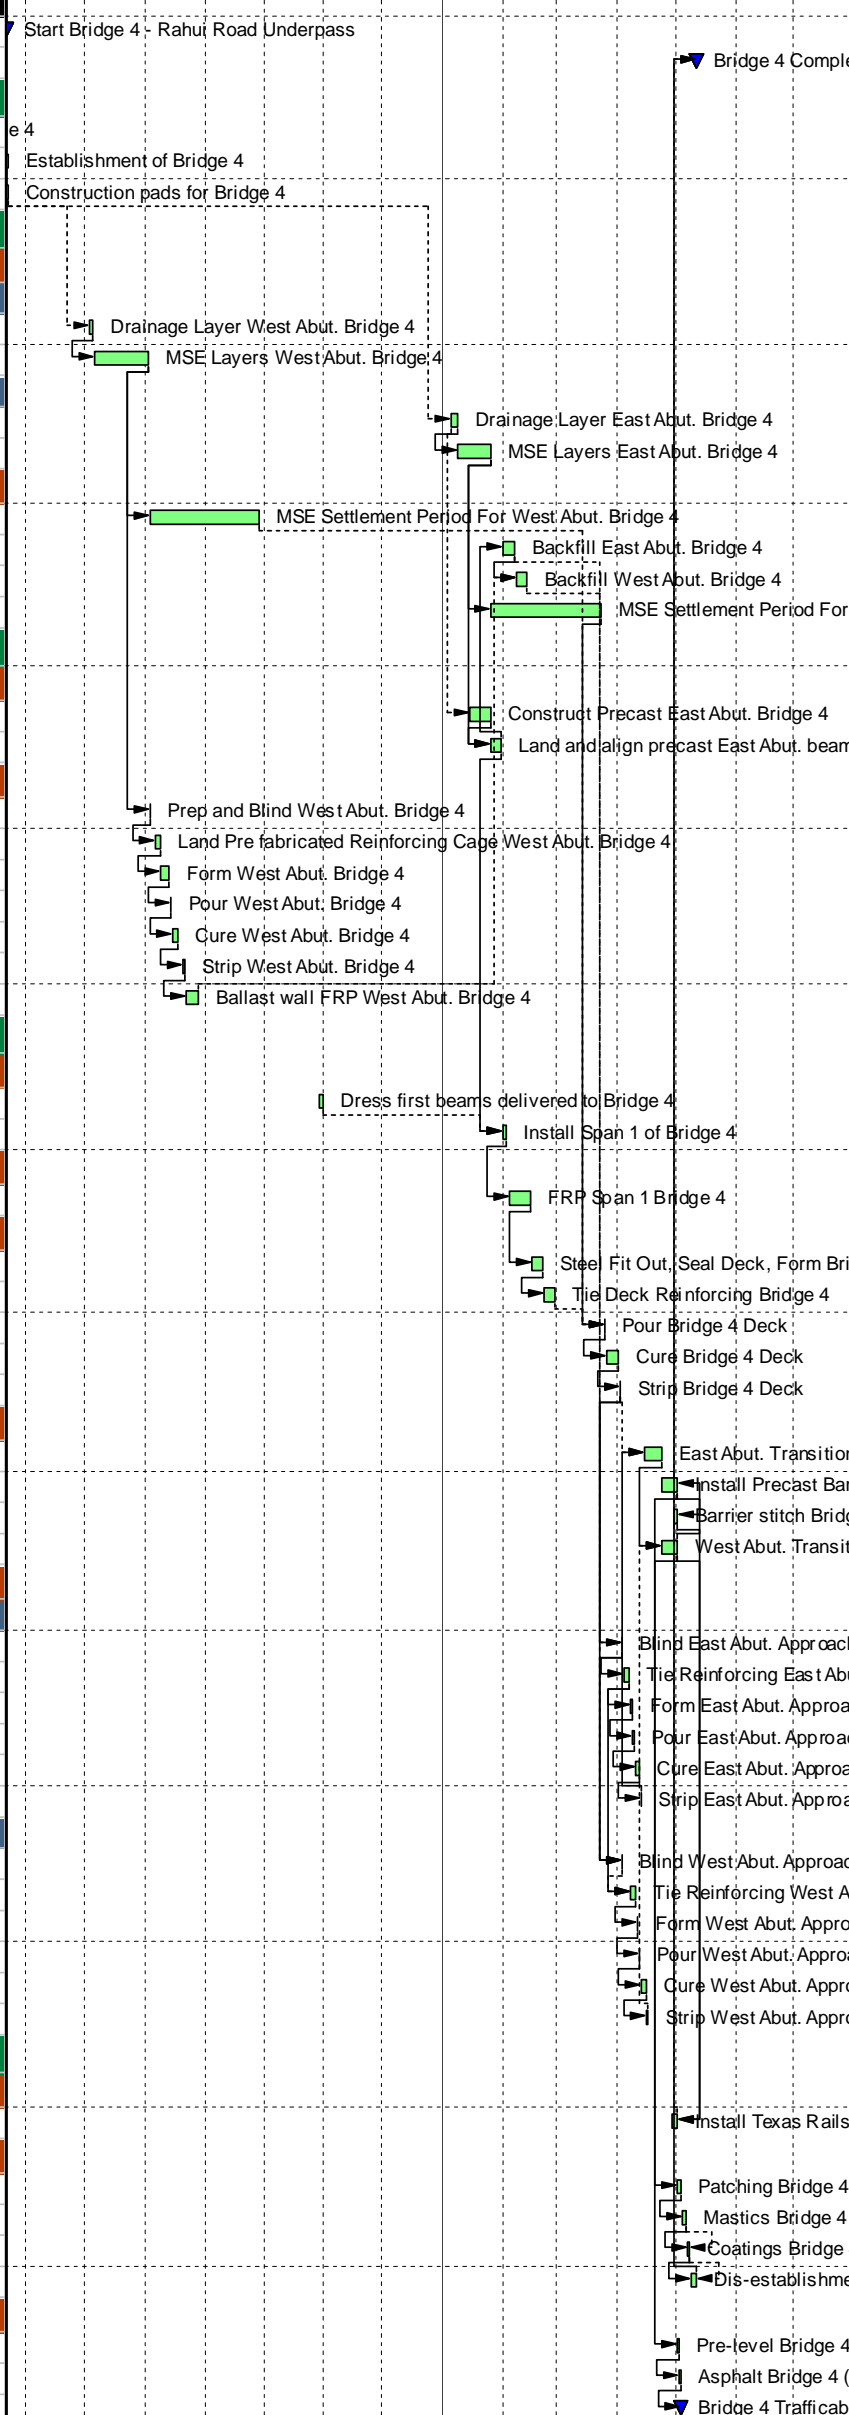 Start Bridge 4 - Rahui Road Underpass
Bridge 4 Comple
e 4
Establishment of Bridge 4
Construction pads for Bridge 4
Drainage Layer West Abut. Bridge 4
MSE Layers West Abut. Bridge 4
Drainage Layer East Abut. Bridge 4
MSE Layers East Abut. Bridge 4
MSE Settlement Period For West Abut. Bridge 4
Backfill East Abut. Bridge 4
Backfill West Abut. Bridge 4
MSE Settlement Period For
Construct Precast East Abut. Bridge 4
Land and align precast East Abut. beam
Prep and Blind West Abut. Bridge 4
Land Pre fabricated Reinforcing Cage West Abut. Bridge 4
Form West Abut. Bridge 4
Pour West Abut. Bridge 4
Cure West Abut. Bridge 4
Strip West Abut. Bridge 4
Ballast wall FRP West Abut. Bridge 4
Dress first beams delivered to Bridge 4
Install Span 1 of Bridge 4
FRP Span 1 Bridge 4
Steel Fit Out, Seal Deck, Form Bri
Tie Deck Reinforcing Bridge 4
Pour Bridge 4 Deck
Cure Bridge 4 Deck
Strip Bridge 4 Deck
East Abut. Transition
Install Precast Bar
Barrier stitch Bridg
West Abut. Transit
Blind East Abut. Approach
Tie Reinforcing East Abu
Form East Abut. Approa
Pour East Abut. Approac
Cure East Abut. Approa
Strip East Abut. Approa
Blind West Abut. Approac
Tie Reinforcing West A
Form West Abut. Appro
Pour West Abut. Approa
Cure West Abut. Appro
Strip West Abut. Appro
Install Texas Rails
Patching Bridge 4
Mastics Bridge 4
Coatings Bridge
Dis-establishme
Pre-level Bridge 4
Asphalt Bridge 4 (
Bridge 4 Trafficab